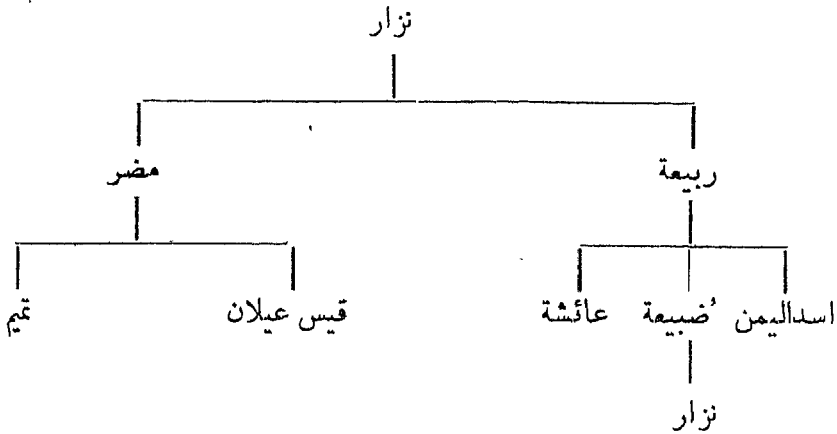 نزار
ربيعة مضر
اسداليمن ُضبيعة عائشة قيس عيلان تميم
نزار